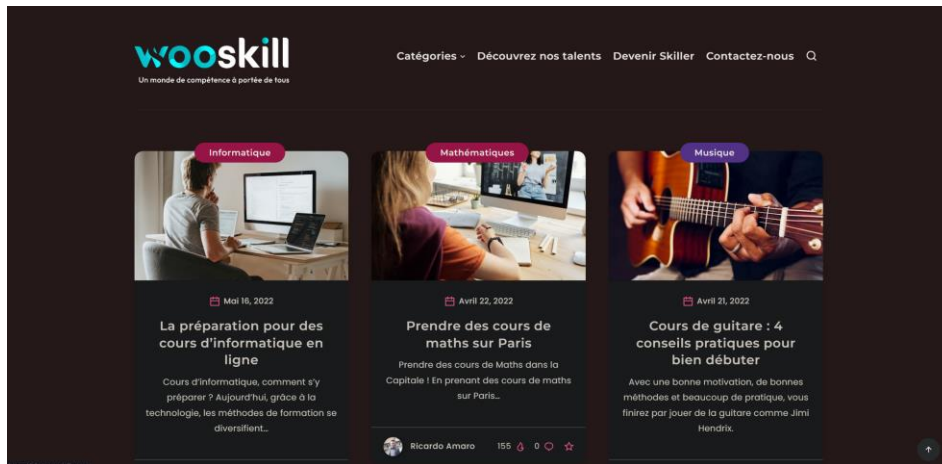 wooskill
Un monde de compétence à portée de tous
Catégories Découvrez nos talents Devenir Skiller Contactez-nous
Informatique
Mai 16, 2022
La préparation pour des
cours d'informatique en
ligne
Cours d'informatique, comment s'y
préparer ? Aujourd'hui, grâce à la
technologie, les méthodes de formation se
diversifient…
Mathématiques
Avril 22, 2022
Prendre des cours de
maths sur Paris
Prendre des cours de Maths dans la
Capitale ! En prenant des cours de maths
sur Paris…
Ricardo Amaro 155 0
Musique
Avril 21, 2022
Cours de guitare : 4
conseils pratiques pour
bien débuter
Avec une bonne motivation, de bonnes
méthodes et beaucoup de pratique, vous
finirez par jouer de la guitare comme Jimi
Hendrix.